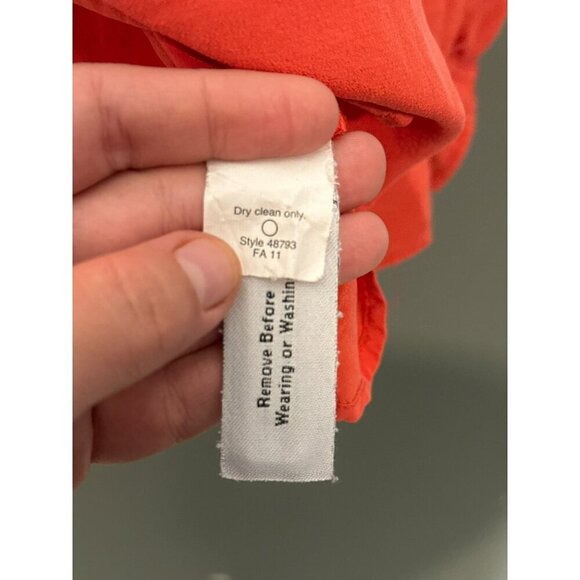 Dry clean only.
Style 48793
FA 11
Remove Before
Wearing or Washin